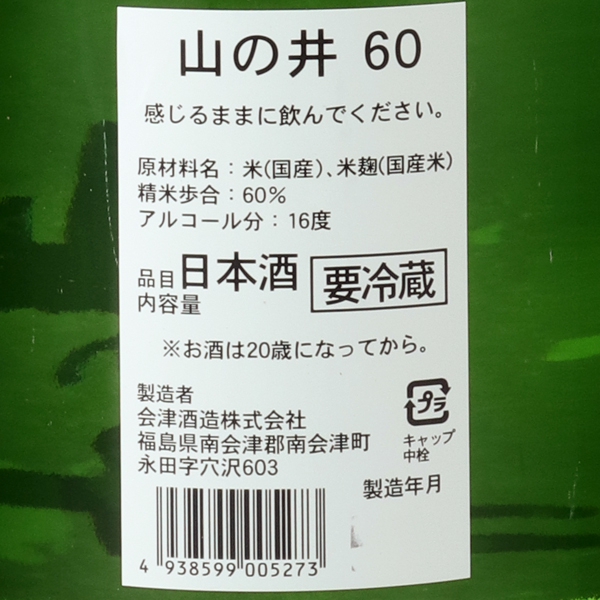 山の井 60
感じるままに飲んでください。
原材料名：米(国産)、米麹(国産米)
精米歩合：60%
アルコール分：16度
品目日本酒 要冷蔵
内容量
※お酒は20歳になってから。
製造者
会津酒造株式会社
福島県南会津郡南会津町
永田字穴沢603
プラ
キャップ
中栓
製造年月
4 938599 005273